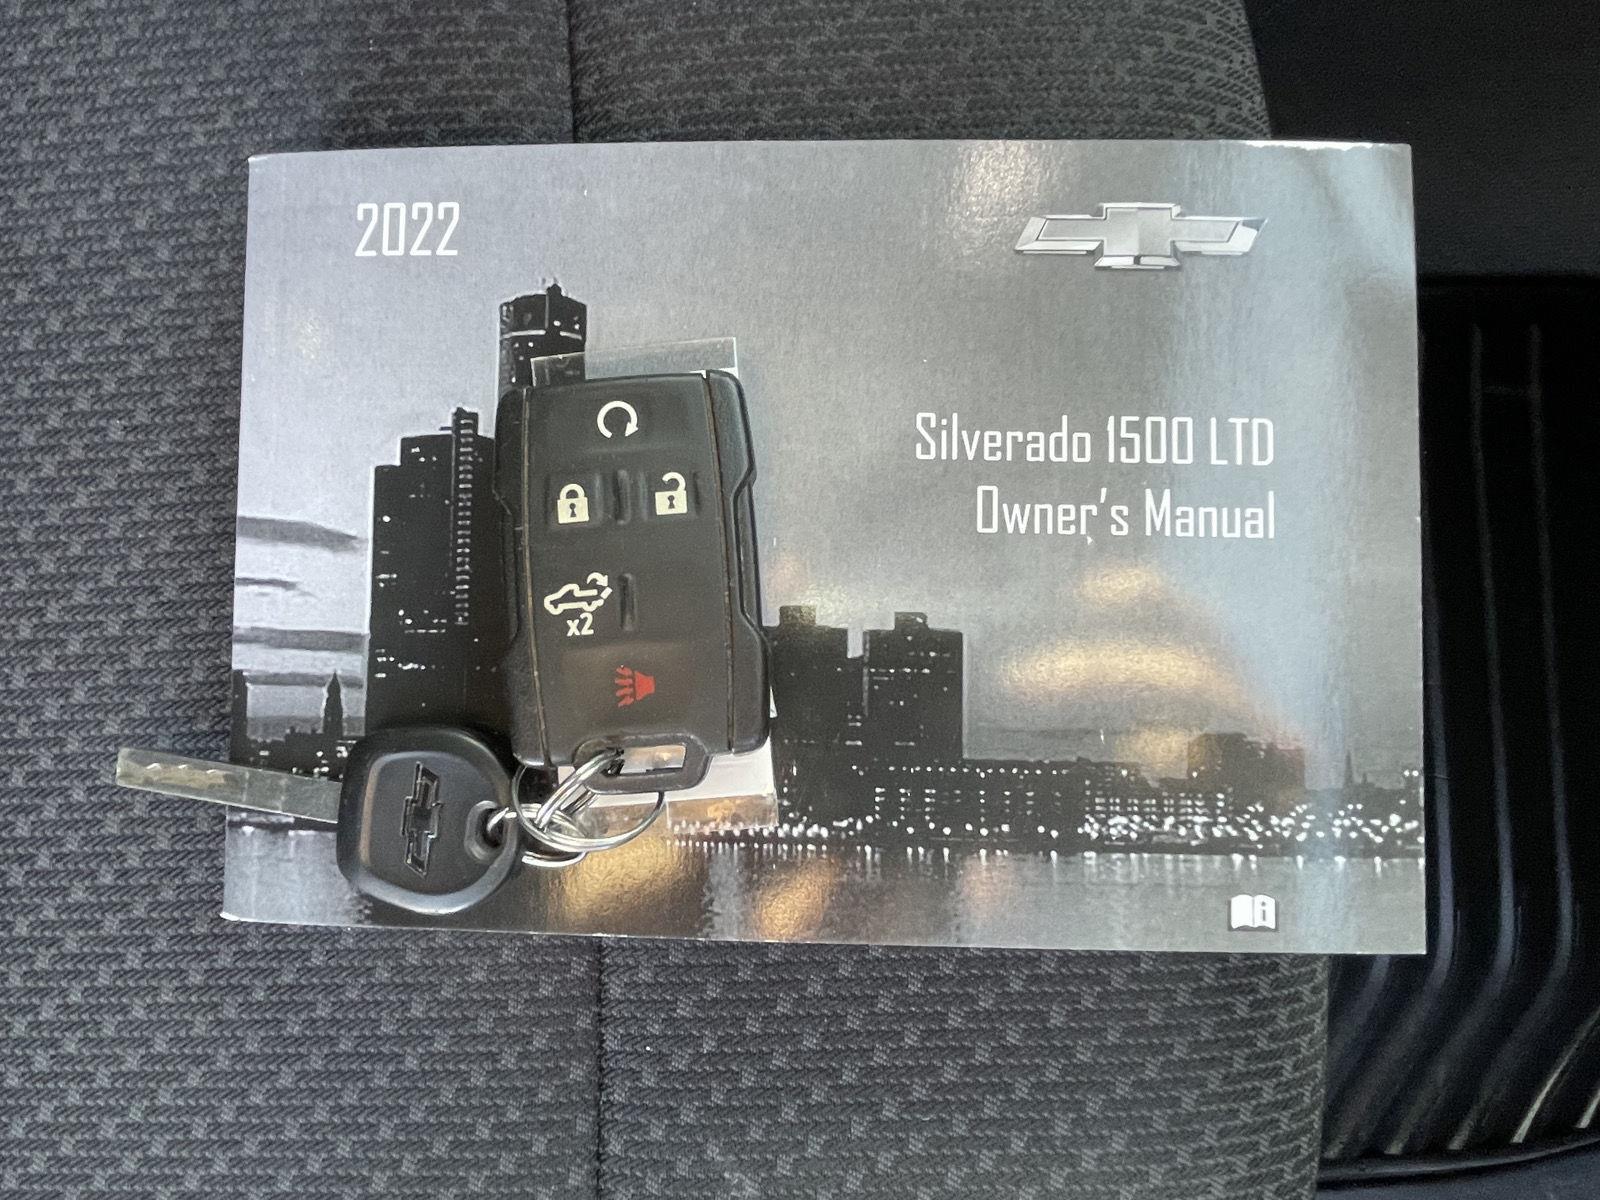 2022
Silverado 1500 LTD
Owner's Manual
x2